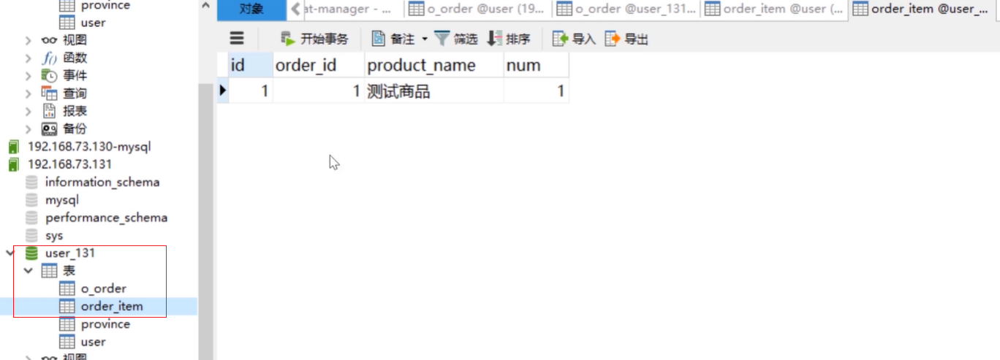 province
user
视图
函数
事件
查询
报表
备份
192.168.73.130-mysql
192.168.73.131
information_schema
mysql
performance_schema
sys
user_131
表
o_order
order_item
province
user
视图
对象
at-manager - ...
o_order @user (19...
o_order @user_131...
order_item @user (...
order_item @user_...
开始事务 备注 筛选 排序 导入 导出
id order_id product_name num
1 1 测试商品 1